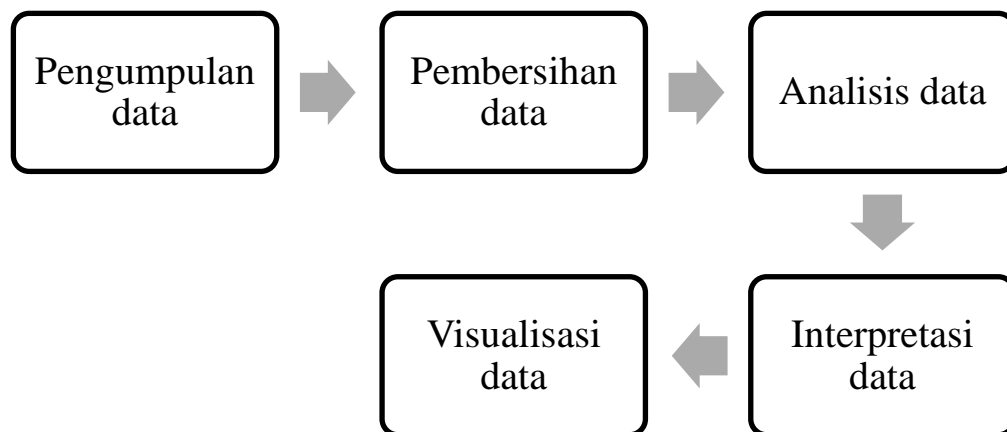 Pengumpulan
data
Pembersihan
data
Analisis data
Interpretasi
data
Visualisasi
data